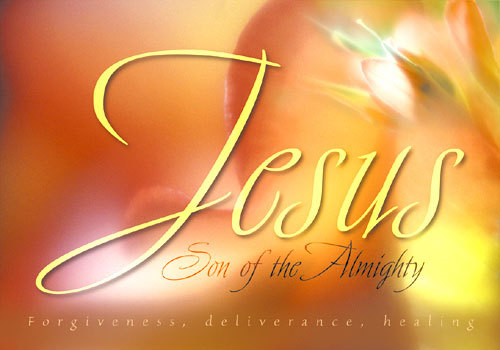 Jesus
Son of the Almighty
Forgiveness, deliverance, healing